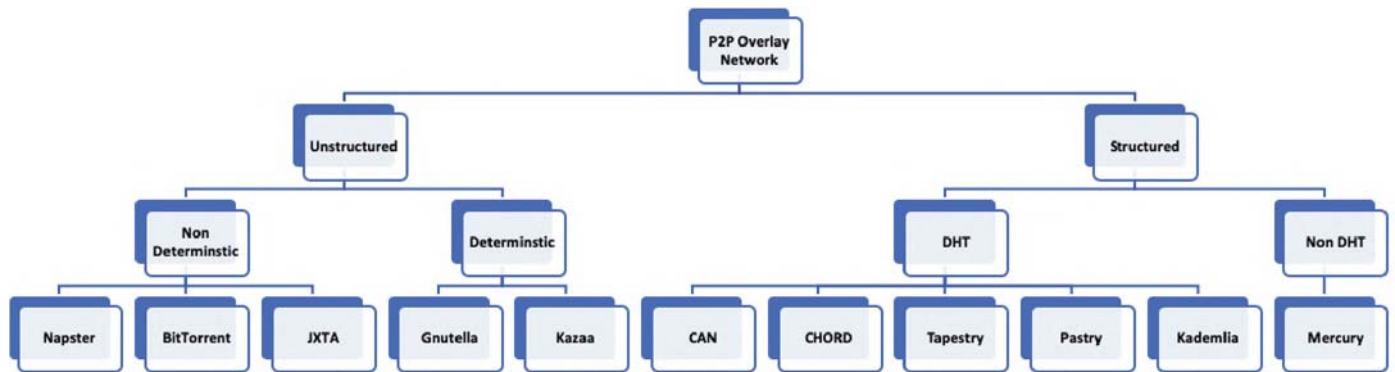 P2P Overlay
Network
Unstructured
Structured
Non
Determinstic
Determinstic
DHT
Non DHT
Napster
BitTorrent
JXTA
Gnutella
Kazaa
CAN
CHORD
Tapestry
Pastry
Kademlia
Mercury